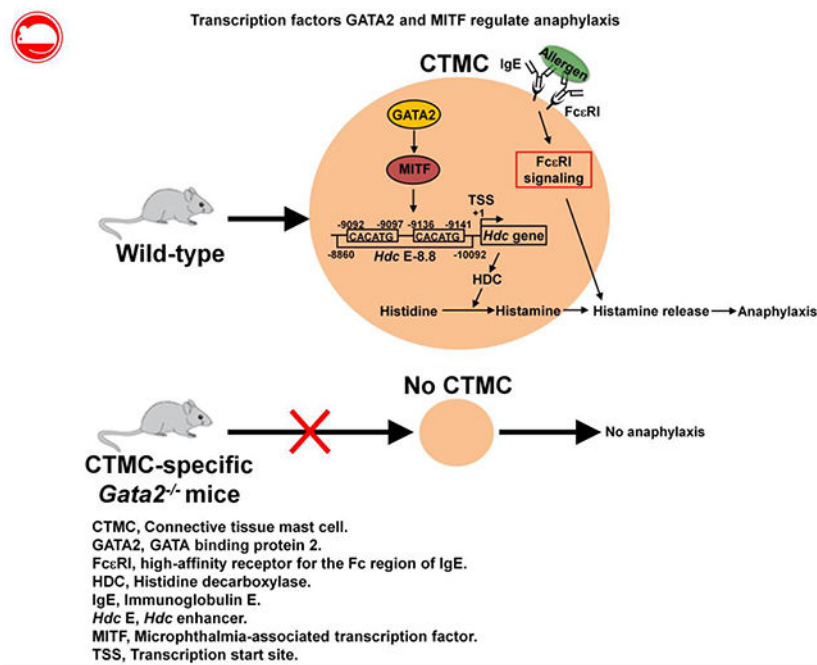 Transcription factors GATA2 and MITF regulate anaphylaxis
CTMC
IgE
Allergen
FcεRI
GATA2
MITF
FcεRI
signaling
TSS
+1
-9092 -9097 -9136 -9141
CACATG CACATG Hdc gene
-8860 Hdc E-8.8 -10092
HDC
Histidine Histamine Histamine release Anaphylaxis
Wild-type
No CTMC
No anaphylaxis
CTMC-specific
Gata2-/- mice
CTMC, Connective tissue mast cell.
GATA2, GATA binding protein 2.
FcεRI, high-affinity receptor for the Fc region of IgE.
HDC, Histidine decarboxylase.
IgE, Immunoglobulin E.
Hdc E, Hdc enhancer.
MITF, Microphthalmia-associated transcription factor.
TSS, Transcription start site.